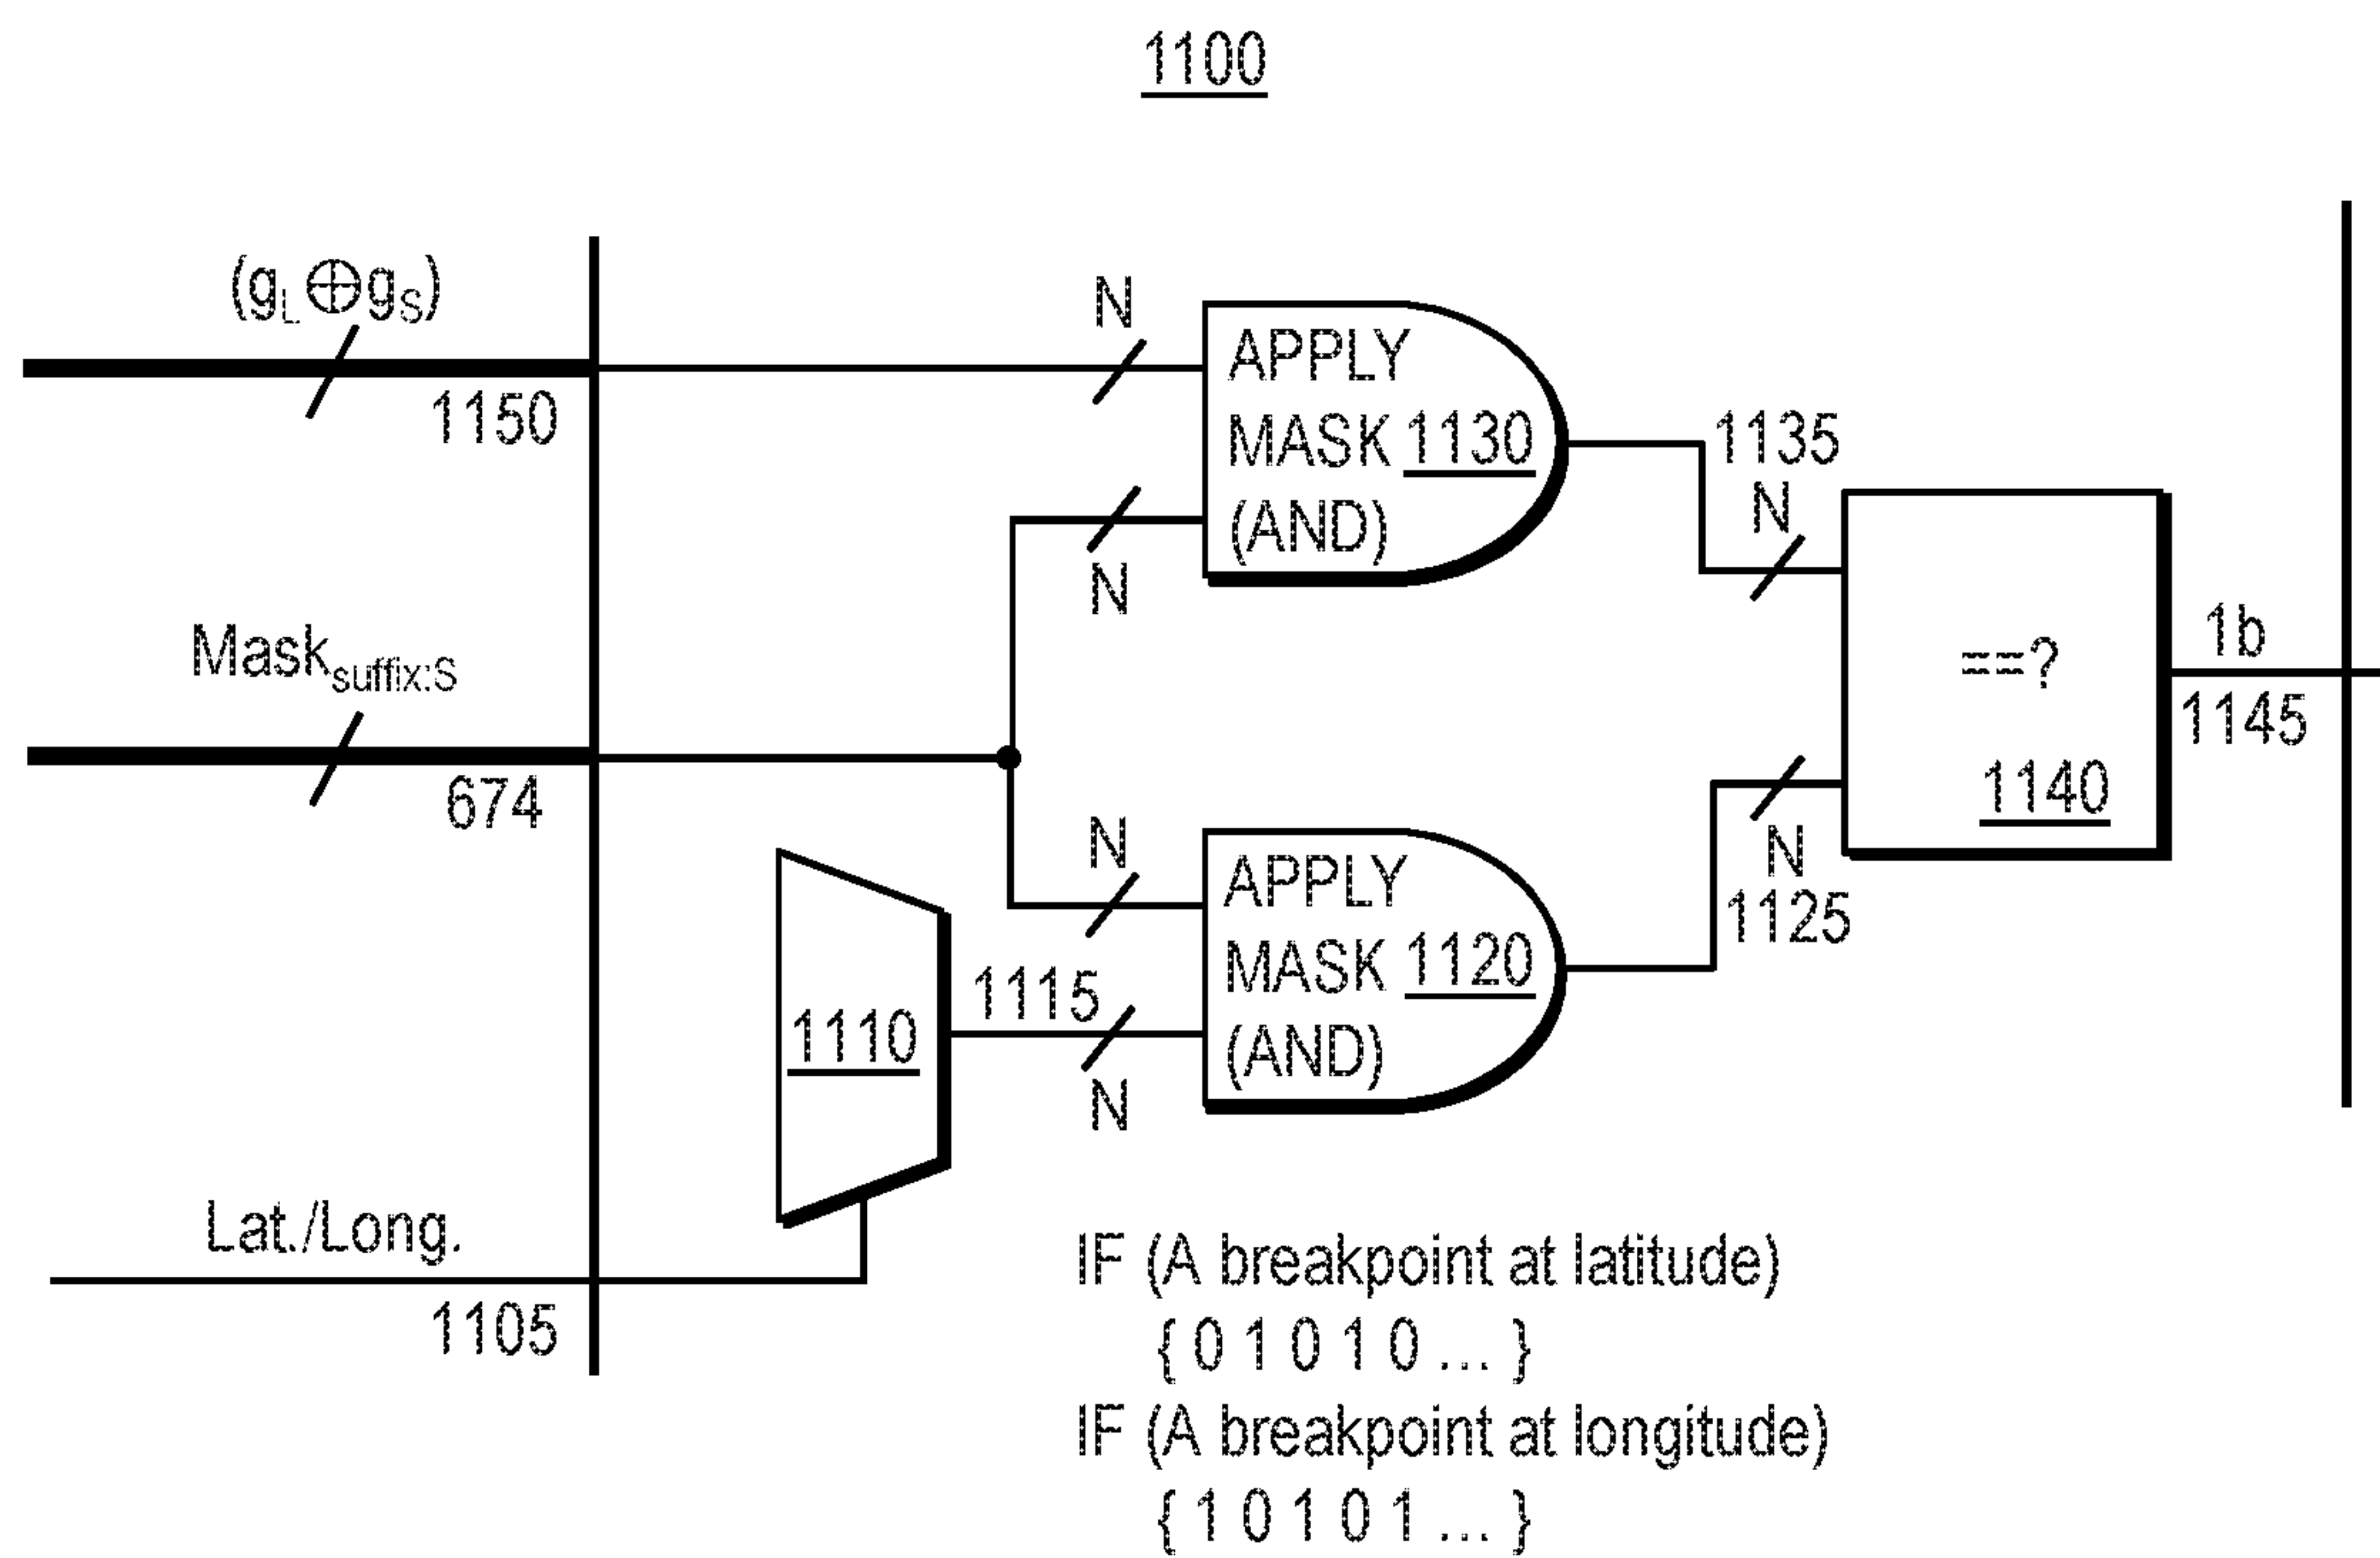 1100
(gL⊕gS)
1150
N
APPLY
MASK 1130
(AND)
N
1135
N
Masksuffix:S
674
==?
1140
1b
1145
N
APPLY
MASK 1120
(AND)
1110
1115
N
N
1125
Lat./Long.
1105
IF (A breakpoint at latitude)
{ 0 1 0 1 0 ... }
IF (A breakpoint at longitude)
{ 1 0 1 0 1 ... }